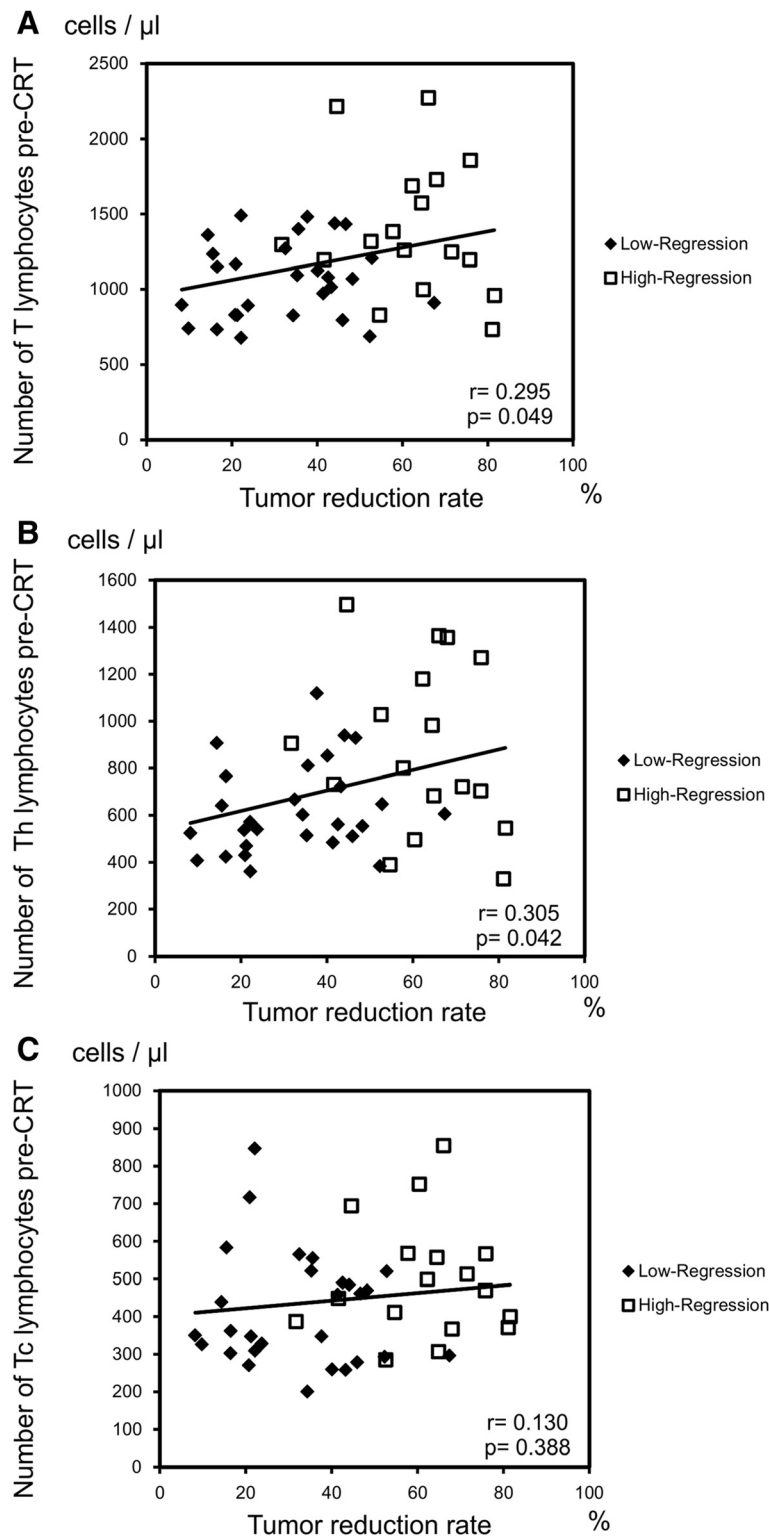 A
cells / µl
Number of T lymphocytes pre-CRT
2500
2000
1500
1000
500
0
0 20 40 60 80 100
Tumor reduction rate %
r= 0.295
p= 0.049
Low-Regression
High-Regression
B
cells / µl
Number of Th lymphocytes pre-CRT
1600
1400
1200
1000
800
600
400
200
0
0 20 40 60 80 100
Tumor reduction rate %
r= 0.305
p= 0.042
Low-Regression
High-Regression
C
cells / µl
Number of Tc lymphocytes pre-CRT
1000
900
800
700
600
500
400
300
200
100
0
0 20 40 60 80 100
Tumor reduction rate %
r= 0.130
p= 0.388
Low-Regression
High-Regression